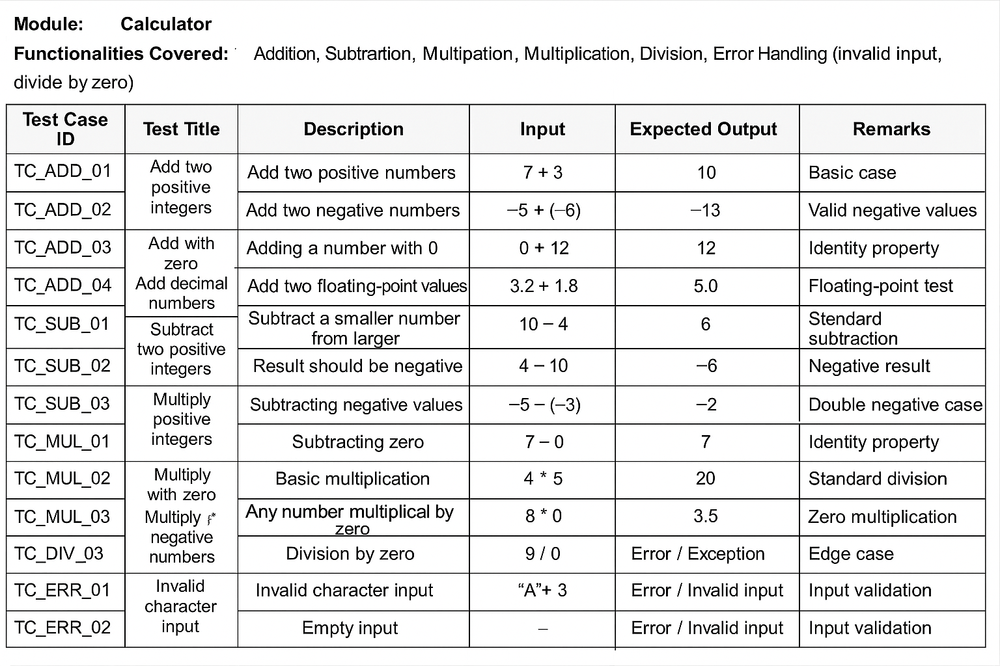 Module: Calculator
Functionalities Covered: Addition, Subtrartion, Multipation, Multiplication, Division, Error Handling (invalid input,
divide by zero)
Test Case ID Test Title Description Input Expected Output Remarks
TC_ADD_01 Add two positive integers Add two positive numbers 7 + 3 10 Basic case
TC_ADD_02 Add two negative numbers –5 + (–6) –13 Valid negative values
TC_ADD_03 Add with zero Adding a number with 0 0 + 12 12 Identity property
TC_ADD_04 Add decimal numbers Add two floating-point values 3.2 + 1.8 5.0 Floating-point test
TC_SUB_01 Subtract two positive integers Subtract a smaller number from larger 10 – 4 6 Stendard subtraction
TC_SUB_02 Result should be negative 4 – 10 –6 Negative result
TC_SUB_03 Multiply positive integers Subtracting negative values –5 – (–3) –2 Double negative case
TC_MUL_01 Subtracting zero 7 – 0 7 Identity property
TC_MUL_02 Multiply with zero Basic multiplication 4 * 5 20 Standard division
TC_MUL_03 Multiply negative numbers Any number multiplical by zero 8 * 0 3.5 Zero multiplication
TC_DIV_03 Division by zero 9 / 0 Error / Exception Edge case
TC_ERR_01 Invalid character input Invalid character input “A”+ 3 Error / Invalid input Input validation
TC_ERR_02 Empty input – Error / Invalid input Input validation